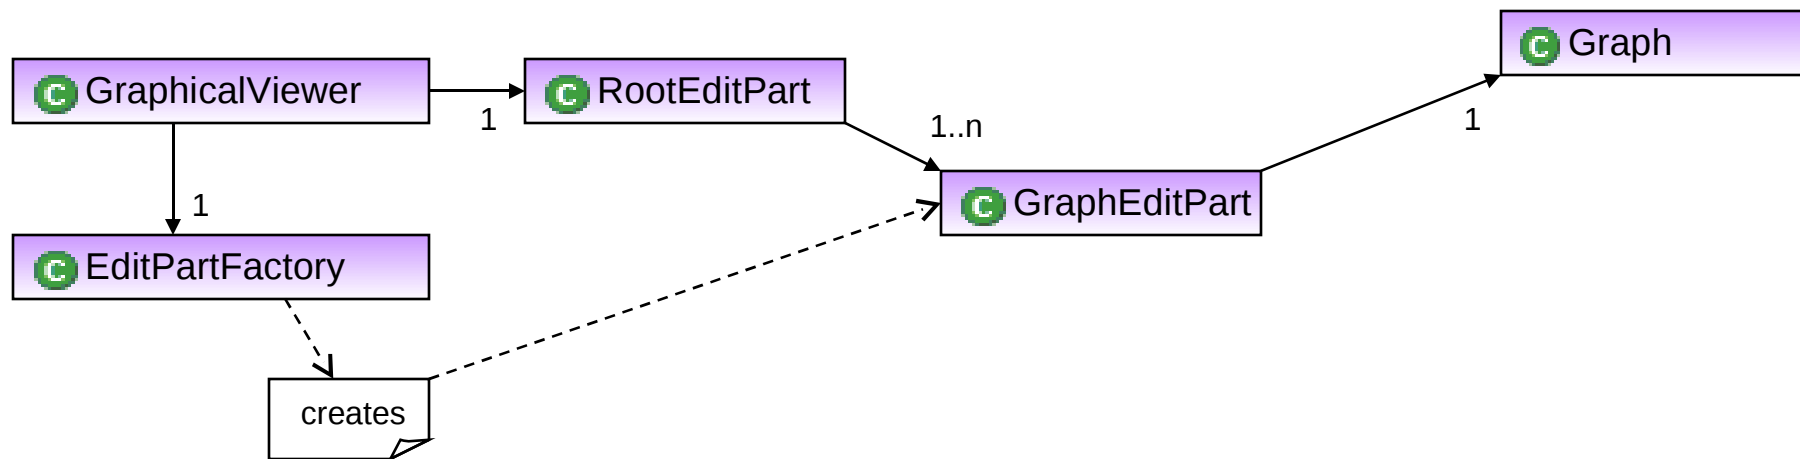 C Graph
C GraphicalViewer
C RootEditPart
1
1..n
1
C GraphEditPart
1
C EditPartFactory
creates